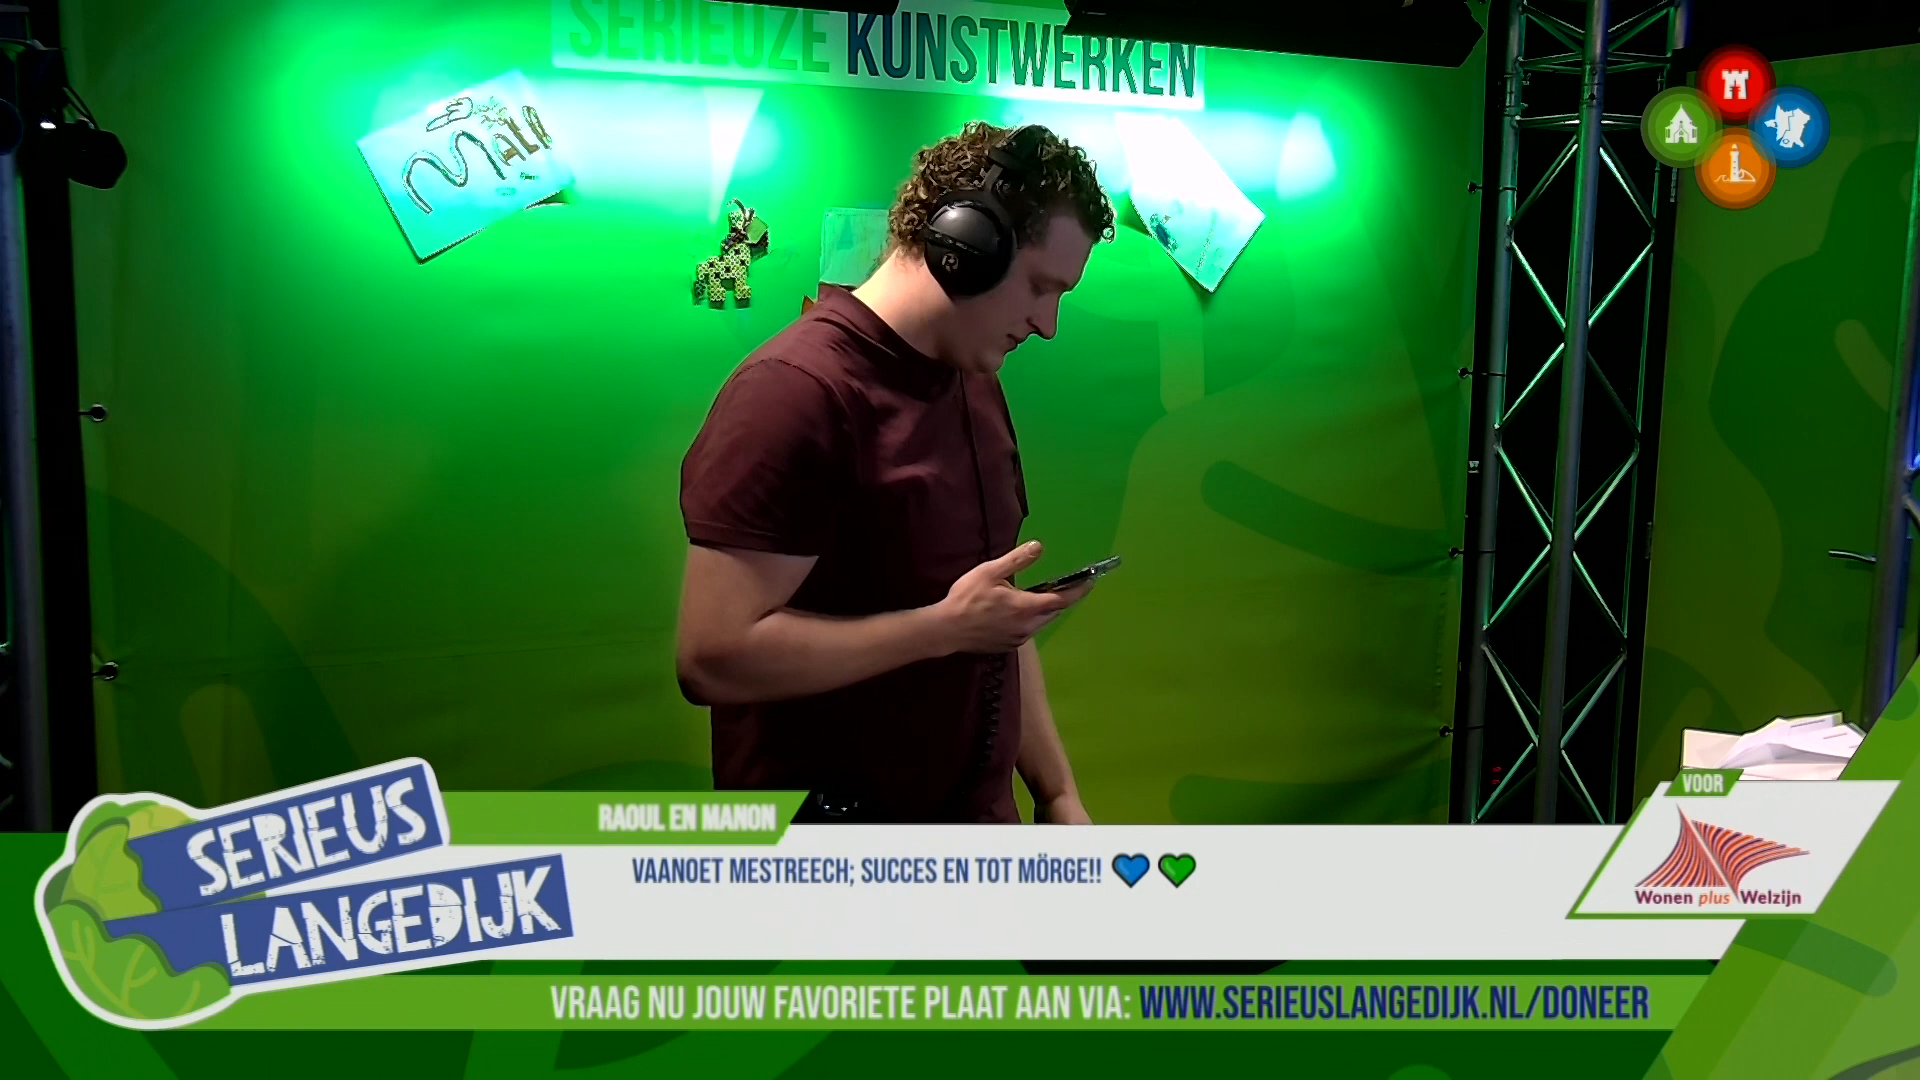 SERIEUZE KUNSTWERKEN
SERIEUS
LANGEDIJK
RAOUL EN MANON
VAANOET MESTREECH; SUCCES EN TOT MÖRGE!! 💙 💚
VOOR
Wonen plus Welzijn
VRAAG NU JOUW FAVORIETE PLAAT AAN VIA: WWW.SERIEUSLANGEDIJK.NL/DONEER